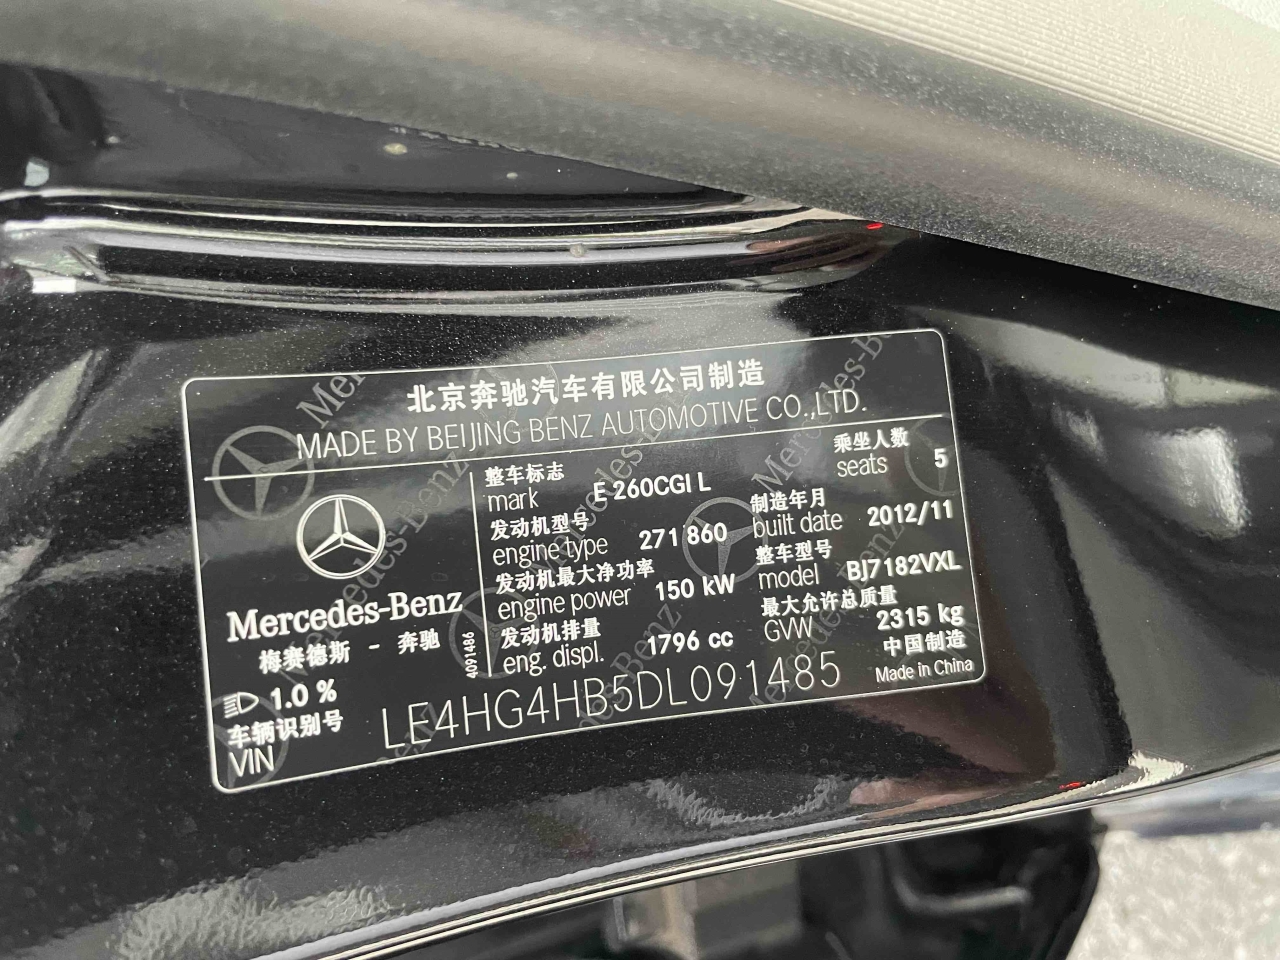 北京奔驰汽车有限公司制造
MADE BY BEIJING BENZ AUTOMOTIVE CO.,LTD.
Mercedes-Benz
梅赛德斯 - 奔驰
1.0 %
4091486
整车标志
mark E 260CGI L
乘坐人数
seats 5
发动机型号
engine type 271 860
制造年月
built date 2012/11
发动机最大净功率
engine power 150 kW
整车型号
model BJ7182VXL
发动机排量
eng. displ. 1796 cc
最大允许总质量
GVW 2315 kg
中国制造
Made in China
车辆识别号
VIN LE4HG4HB5DL091485